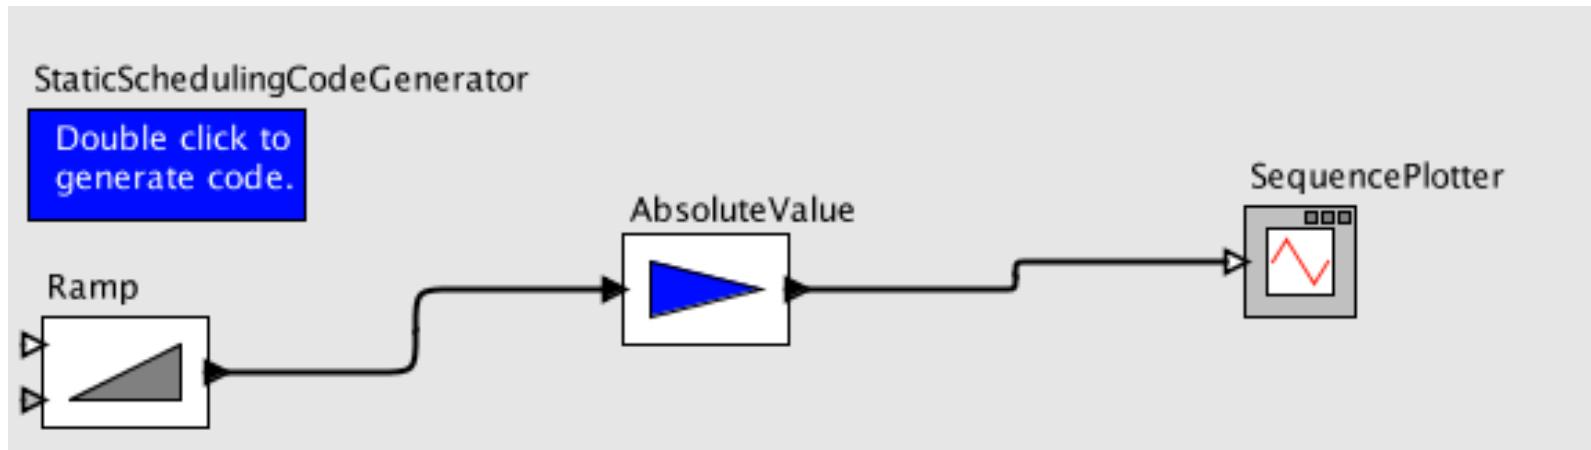 StaticSchedulingCodeGenerator
Double click to
generate code.
SequencePlotter
AbsoluteValue
Ramp